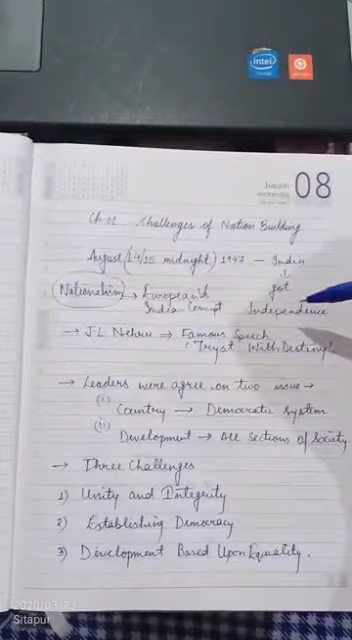 intel
January
Wednesday
08
Ch-01 Challenges of Nation Building
August (14/15 midnight) 1947 — India
↓
got
Nationalism → European's
Indian Concept Independence
→ J.L Nehru ⇒ Famous Speech
"Tryst With Destiny"
→ Leaders were agree on two issue →
(i) Country → Democratic System
(ii) Development → All Sections of Society.
→ Three Challenges
1) Unity and Integrity
2) Establishing Democracy
3) Development Based Upon Equality.
Sitapur